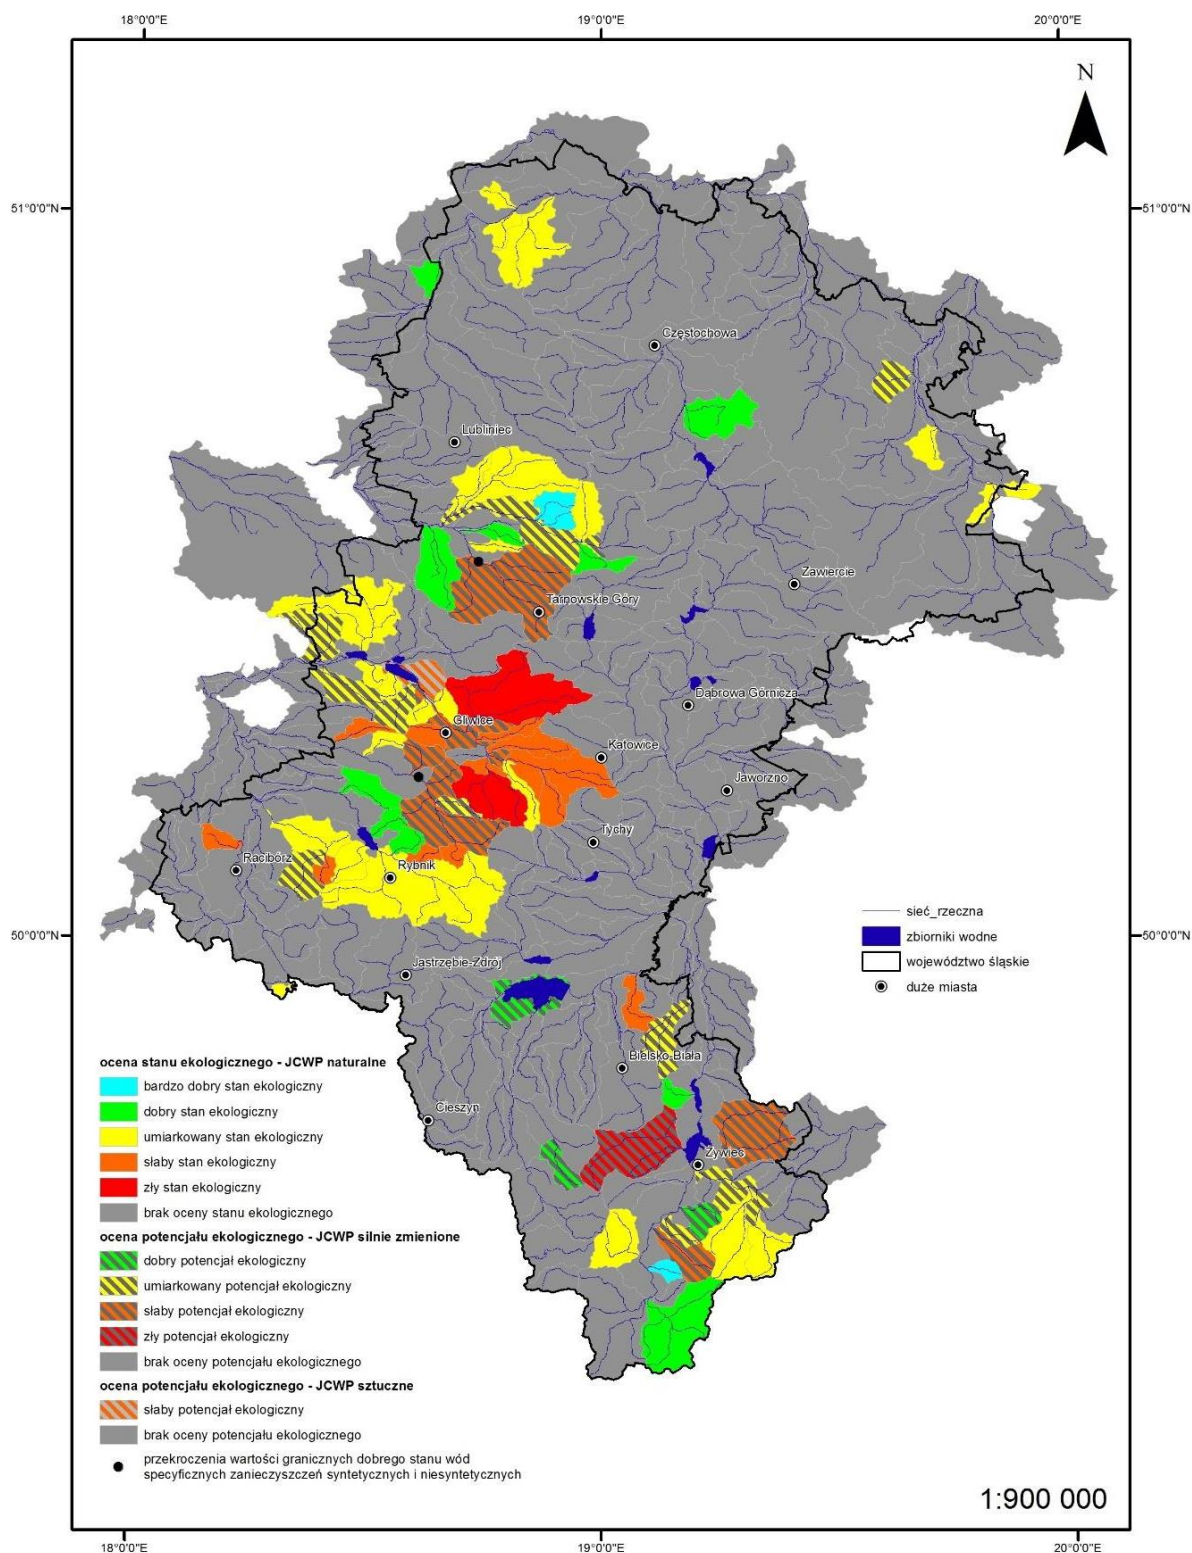 18°0'0"E
19°0'0"E
20°0'0"E
N
51°0'0"N
51°0'0"N
Częstochowa
Lubliniec
Zawiercie
Tarnowskie Góry
Dąbrowa Górnicza
Gliwice
Katowice
Jaworzno
Tychy
Racibórz
Rybnik
sieć_rzeczna
50°0'0"N
zbiorniki wodne
50°0'0"N
województwo śląskie
Jastrzębie-Zdrój
duże miasta
Bielsko-Biała
ocena stanu ekologicznego - JCWP naturalne
bardzo dobry stan ekologiczny
dobry stan ekologiczny
Cieszyn
umiarkowany stan ekologiczny
słaby stan ekologiczny
Żywiec
zły stan ekologiczny
brak oceny stanu ekologicznego
ocena potencjału ekologicznego - JCWP silnie zmienione
dobry potencjał ekologiczny
umiarkowany potencjał ekologiczny
słaby potencjał ekologiczny
zły potencjał ekologiczny
brak oceny potencjału ekologicznego
ocena potencjału ekologicznego - JCWP sztuczne
słaby potencjał ekologiczny
brak oceny potencjału ekologicznego
przekroczenia wartości granicznych dobrego stanu wód
specyficznych zanieczyszczeń syntetycznych i niesyntetycznych
1:900 000
18°0'0"E
19°0'0"E
20°0'0"E